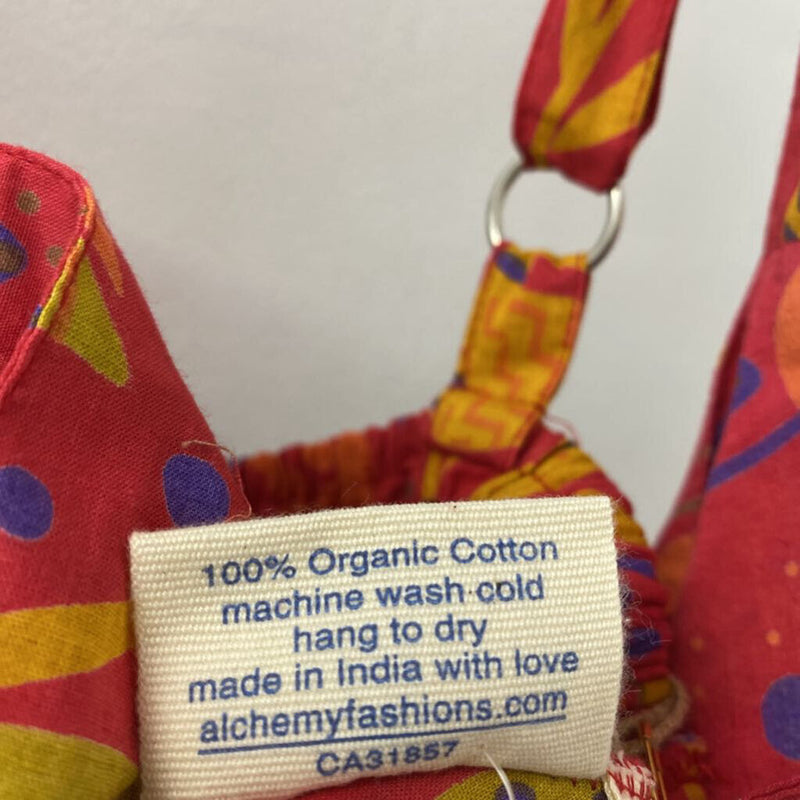 100% Organic Cotton
machine wash cold
hang to dry
made in India with love
alchemyfashions.com
CA31857